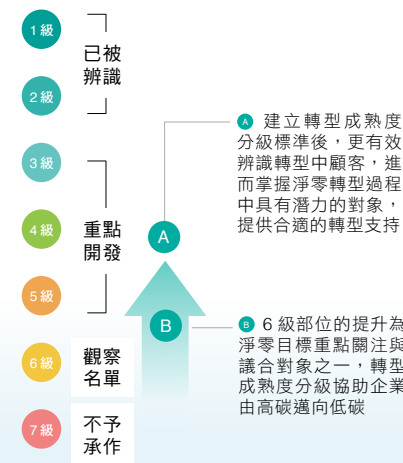 1級
2級
已被
辨識
3級
4級
5級
重點
開發
6級
觀察
名單
7級
不予
承作
A
B
A 建立轉型成熟度
分級標準後，更有效
辨識轉型中顧客，進
而掌握淨零轉型過程
中具有潛力的對象，
提供合適的轉型支持
B 6級部位的提升為
淨零目標重點關注與
議合對象之一，轉型
成熟度分級協助企業
由高碳邁向低碳